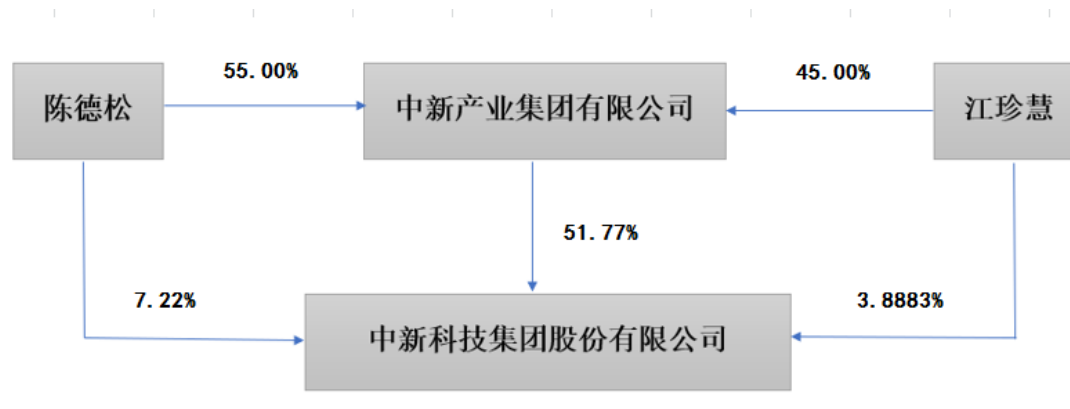 55.00%
45.00%
陈德松
中新产业集团有限公司
江珍慧
51.77%
7.22%
3.8883%
中新科技集团股份有限公司